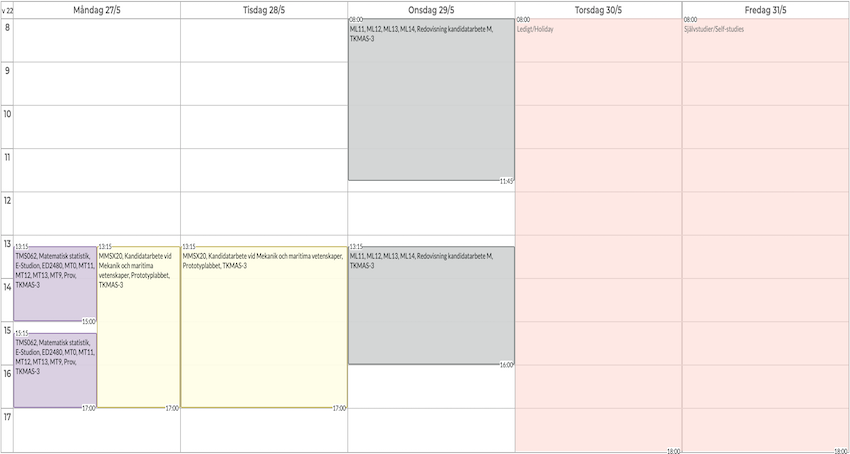 v 22
Måndag 27/5
Tisdag 28/5
Onsdag 29/5
Torsdag 30/5
Fredag 31/5
8
9
10
11
12
13
14
15
16
17
13:15
TMS062, Matematisk statistik,
E-Studion, ED2480, MT0, MT11,
MT12, MT13, MT9, Prov,
TKMAS-3
15:00
15:15
TMS062, Matematisk statistik,
E-Studion, ED2480, MT0, MT11,
MT12, MT13, MT9, Prov,
TKMAS-3
17:00
13:15
MMSX20, Kandidatarbete vid
Mekanik och maritima
vetenskaper, Prototyplabbet,
TKMAS-3
17:00
13:15
MMSX20, Kandidatarbete vid Mekanik och maritima vetenskaper,
Prototyplabbet, TKMAS-3
17:00
08:00
ML11, ML12, ML13, ML14, Redovisning kandidatarbete M,
TKMAS-3
11:45
13:15
ML11, ML12, ML13, ML14, Redovisning kandidatarbete M,
TKMAS-3
16:00
08:00
Ledigt/Holiday
18:00
08:00
Självstudier/Self-studies
18:00